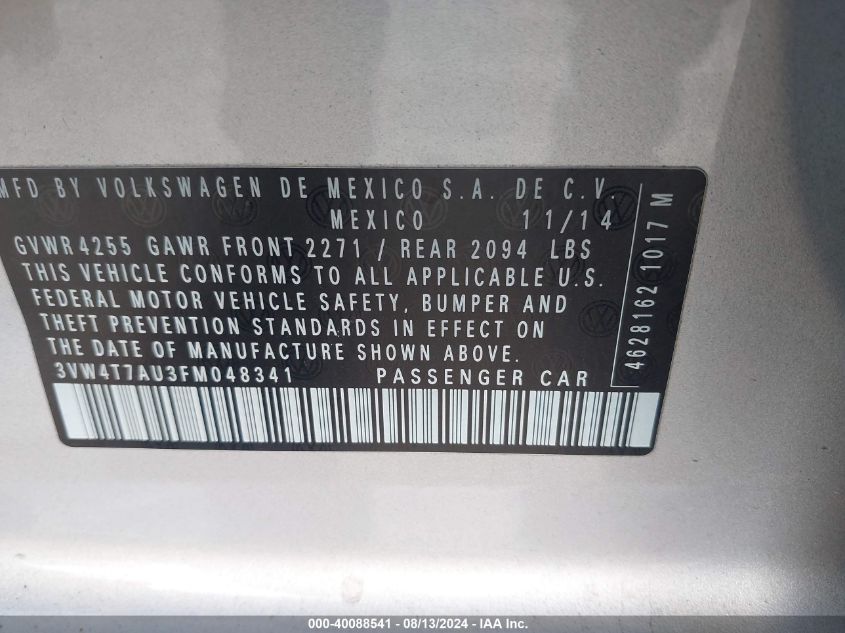 MFD BY VOLKSWAGEN DE MEXICO S.A. DE C.V.
MEXICO 11/14
GVWR 4255 GAWR FRONT 2271 / REAR 2094 LBS
THIS VEHICLE CONFORMS TO ALL APPLICABLE U.S.
FEDERAL MOTOR VEHICLE SAFETY, BUMPER AND
THEFT PREVENTION STANDARDS IN EFFECT ON
THE DATE OF MANUFACTURE SHOWN ABOVE.
3VW4T7AU3FM048341 PASSENGER CAR
4628162 1017 M
000-40088541 - 08/13/2024 - IAA Inc.